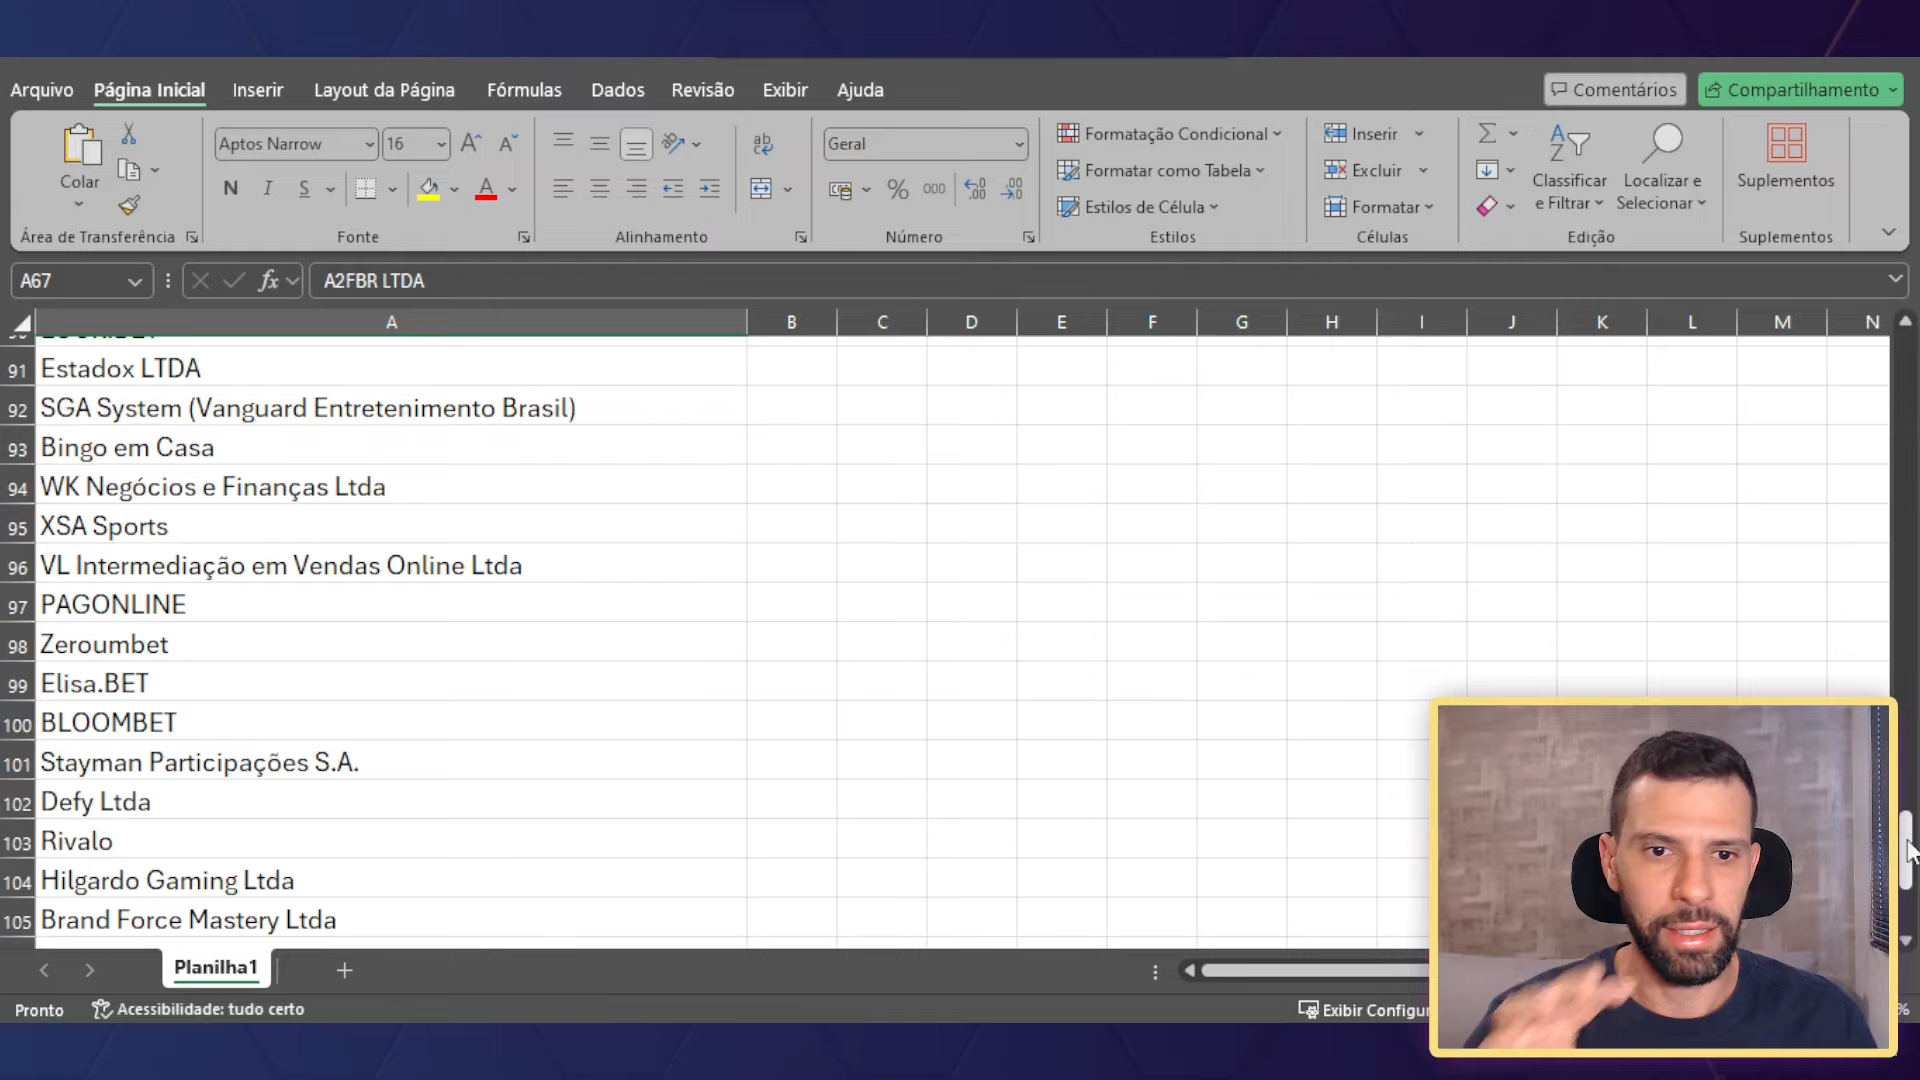 Arquivo Página Inicial Inserir Layout da Página Fórmulas Dados Revisão Exibir Ajuda Comentários Compartilhamento
Colar
Área de Transferência
Aptos Narrow 16
N I S
Fonte
Alinhamento
Geral
% 000
Número
Formatação Condicional
Formatar como Tabela
Estilos de Célula
Estilos
Inserir
Excluir
Formatar
Células
Classificar e Filtrar
Localizar e Selecionar
Edição
Suplementos
Suplementos
A67 fx A2FBR LTDA
A B C D E F G H I J K L M N
91 Estadox LTDA
92 SGA System (Vanguard Entretenimento Brasil)
93 Bingo em Casa
94 WK Negócios e Finanças Ltda
95 XSA Sports
96 VL Intermediação em Vendas Online Ltda
97 PAGONLINE
98 Zeroumbet
99 Elisa.BET
100 BLOOMBET
101 Stayman Participações S.A.
102 Defy Ltda
103 Rivalo
104 Hilgardo Gaming Ltda
105 Brand Force Mastery Ltda
Planilha1
Pronto Acessibilidade: tudo certo Exibir %